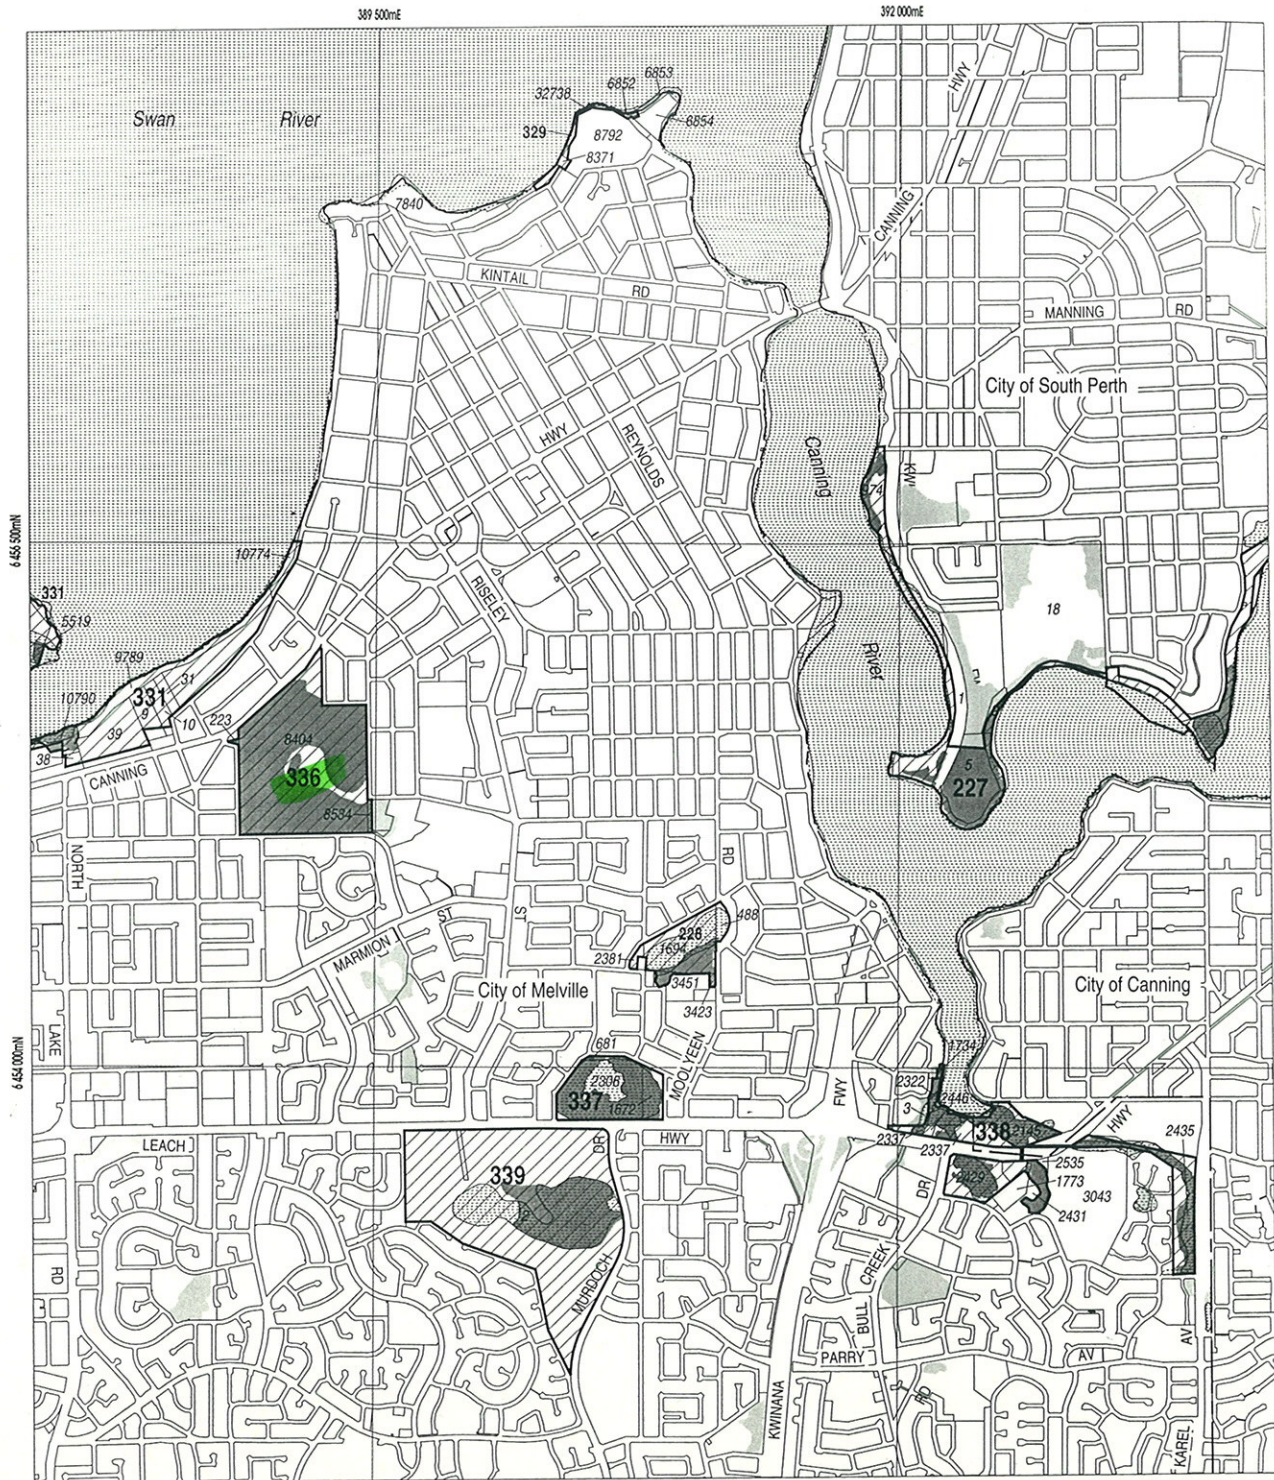 389 500mE
392 000mE
6 456 500mN
6 454 000mN
Swan River
32738
6852
6853
6854
329
8792
8371
7840
HWY
CANNING
KINTAIL RD
MANNING RD
City of South Perth
HWY
REYNOLDS
Canning
River
KWI
10774
RISELEY
331
5519
9789
18
10790
331
31
9
10
223
39
38
CANNING
8404
336
8534
1
5
227
NORTH
RD
ST
MARMION
ST
488
228
1694
2381
3451
3423
City of Melville
City of Canning
LAKE
681
MOOLYEEN
2306
337
1672
1734
2322
2446
3
FWY
HWY
338
2145
2337
2337
2435
LEACH
DR
HWY
2535
1773
3043
2429
2431
339
DR
MURDOCH
RD
CREEK
BULL
PARRY
AV
AV
RD
KWINANA
KAREL